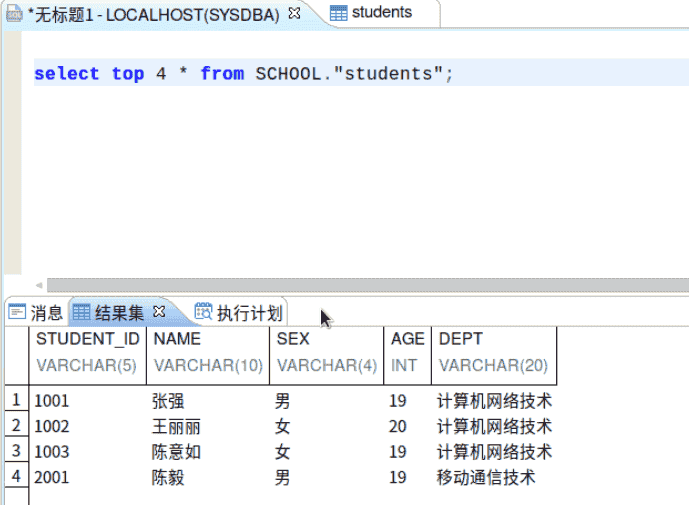 *无标题1 - LOCALHOST(SYSDBA) students
select top 4 * from SCHOOL."students";
消息 结果集 执行计划
STUDENT_ID NAME SEX AGE DEPT
VARCHAR(5) VARCHAR(10) VARCHAR(4) INT VARCHAR(20)
1 1001 张强 男 19 计算机网络技术
2 1002 王丽丽 女 20 计算机网络技术
3 1003 陈意如 女 19 计算机网络技术
4 2001 陈毅 男 19 移动通信技术